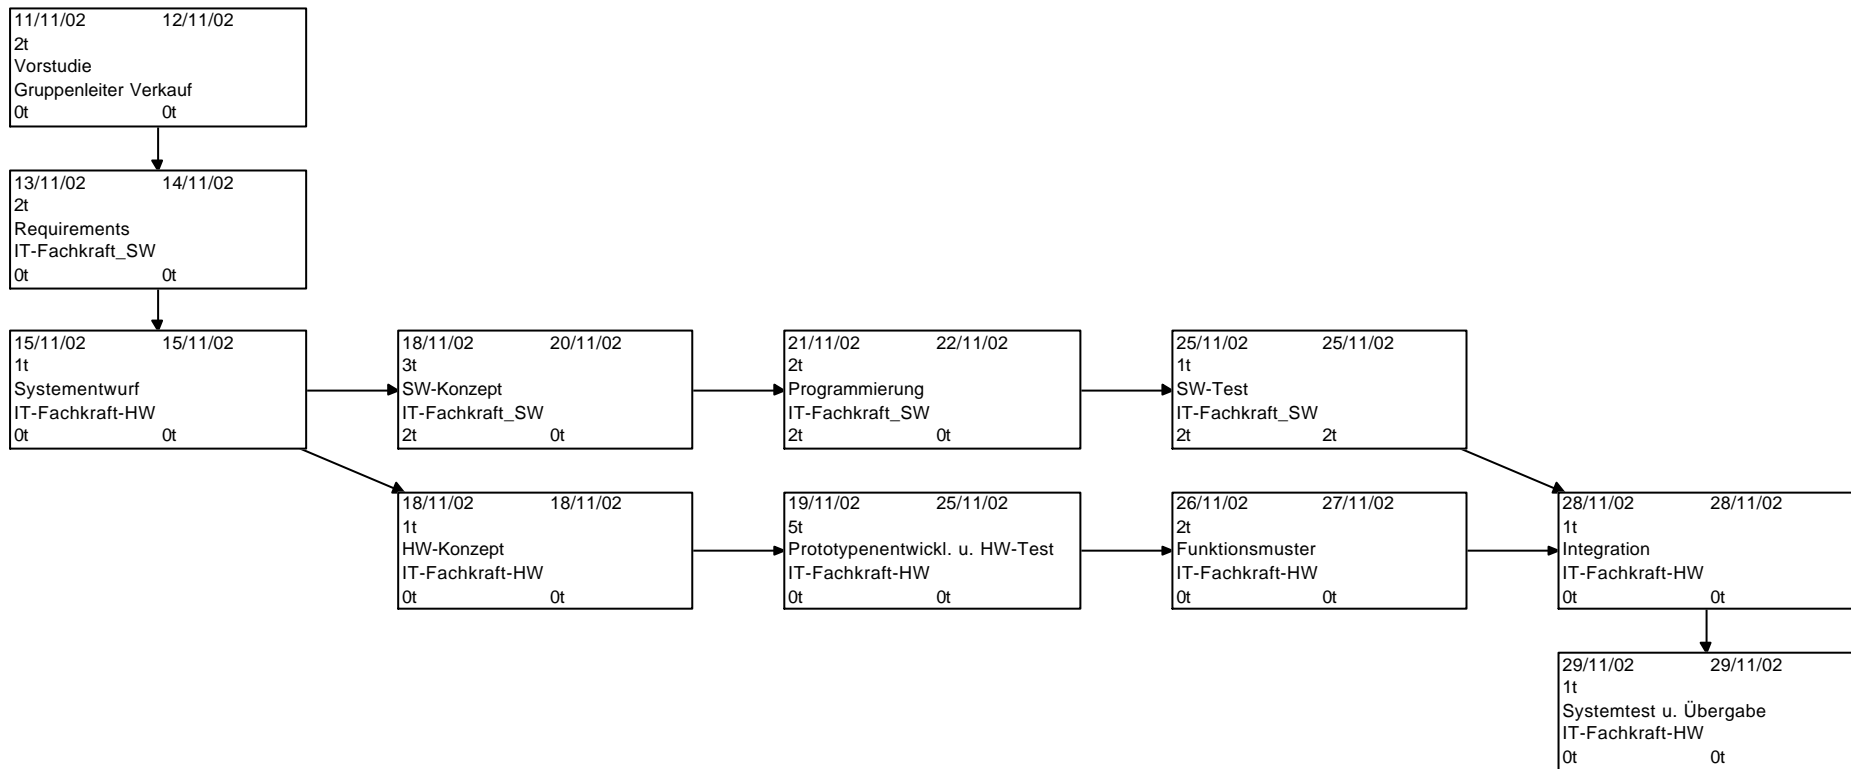 11/11/02 12/11/02
2t
Vorstudie
Gruppenleiter Verkauf
0t 0t
13/11/02 14/11/02
2t
Requirements
IT-Fachkraft_SW
0t 0t
15/11/02 15/11/02
1t
Systementwurf
IT-Fachkraft-HW
0t 0t
18/11/02 20/11/02
3t
SW-Konzept
IT-Fachkraft_SW
2t 0t
21/11/02 22/11/02
2t
Programmierung
IT-Fachkraft_SW
2t 0t
25/11/02 25/11/02
1t
SW-Test
IT-Fachkraft_SW
2t 2t
18/11/02 18/11/02
1t
HW-Konzept
IT-Fachkraft-HW
0t 0t
19/11/02 25/11/02
5t
Prototypenentwickl. u. HW-Test
IT-Fachkraft-HW
0t 0t
26/11/02 27/11/02
2t
Funktionsmuster
IT-Fachkraft-HW
0t 0t
28/11/02 28/11/02
1t
Integration
IT-Fachkraft-HW
0t 0t
29/11/02 29/11/02
1t
Systemtest u. Übergabe
IT-Fachkraft-HW
0t 0t